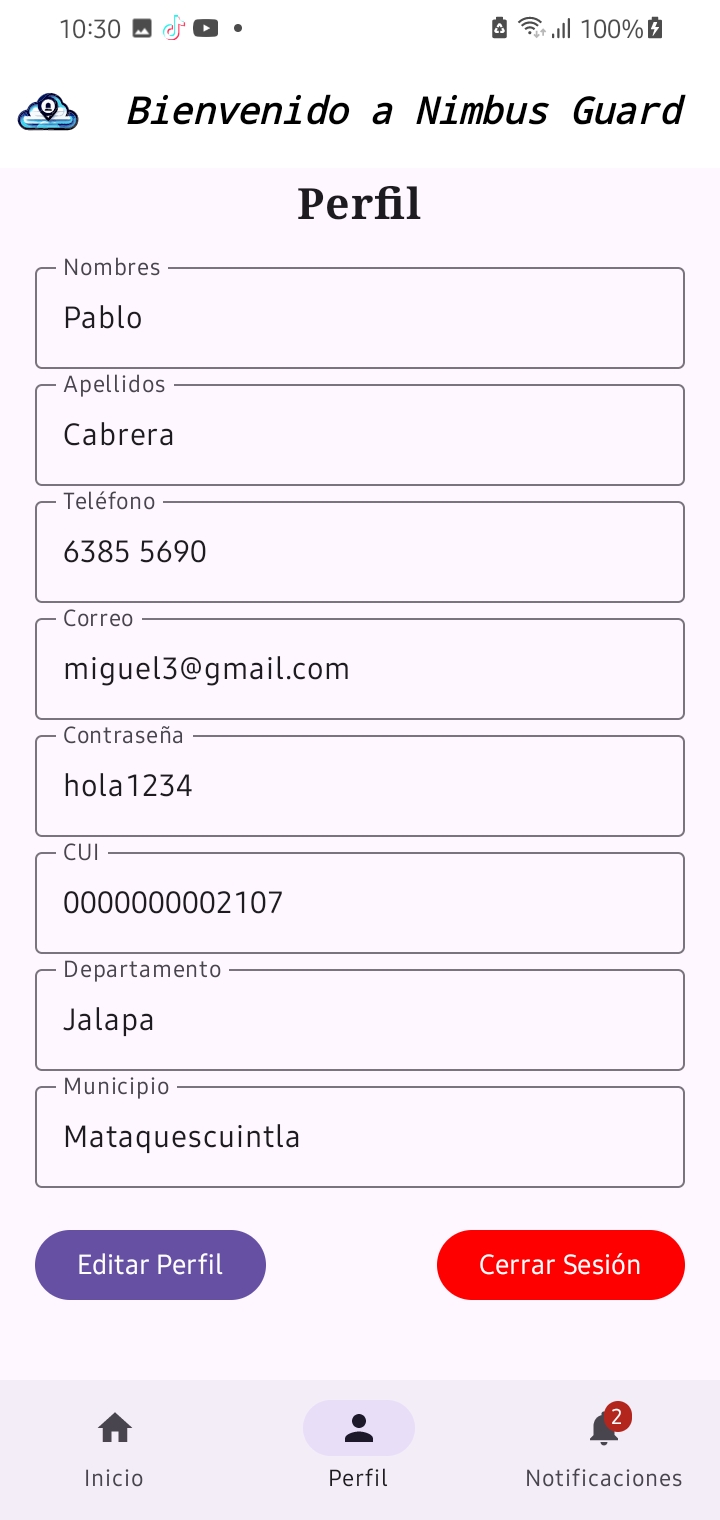 10:30 100%
Bienvenido a Nimbus Guard
Perfil
Nombres
Pablo
Apellidos
Cabrera
Teléfono
6385 5690
Correo
miguel3@gmail.com
Contraseña
hola1234
CUI
0000000002107
Departamento
Jalapa
Municipio
Mataquescuintla
Editar Perfil Cerrar Sesión
2
Inicio Perfil Notificaciones